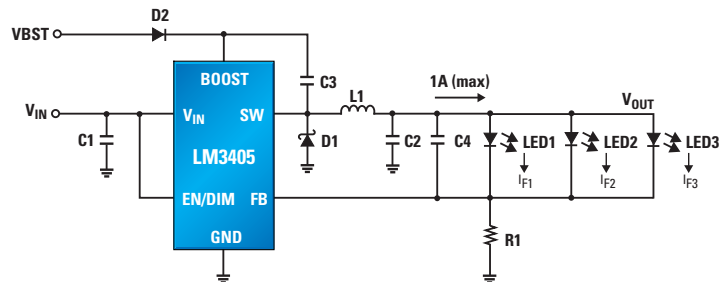 D2
VBST
BOOST
C3
1A (max)
L1
VOUT
VIN
VIN
SW
C1
D1
C2
C4
LED1
LED2
LED3
LM3405
IF1
IF2
IF3
EN/DIM
FB
R1
GND